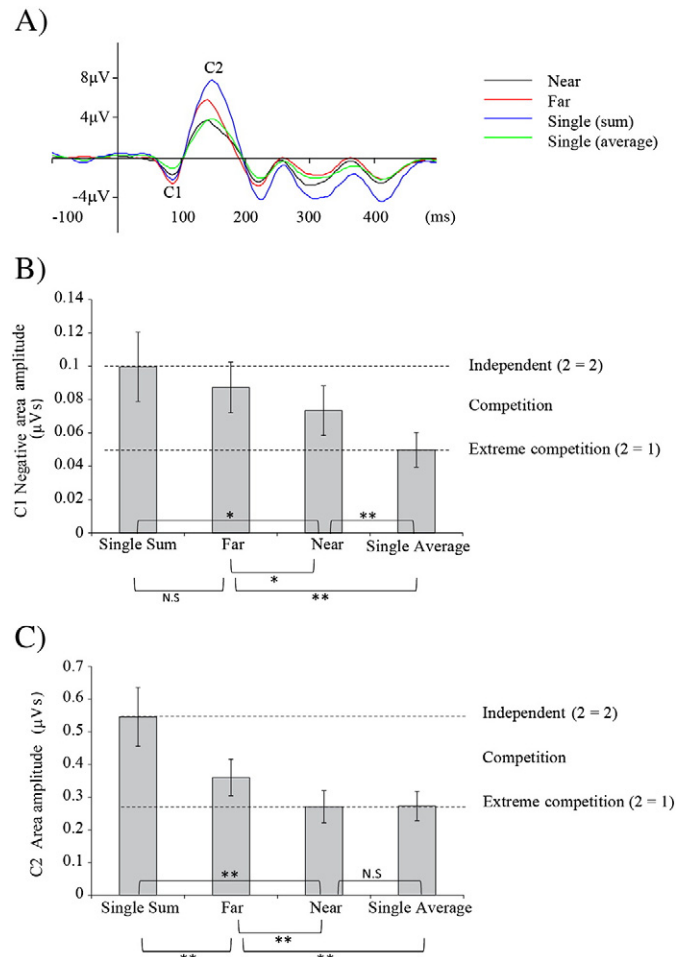 A)
8μV
C2
4μV
-4μV
C1
-100 100 200 300 400 (ms)
Near
Far
Single (sum)
Single (average)
B)
C1 Negative area amplitude
(μVs)
0.14
0.12
0.1
0.08
0.06
0.04
0.02
0
Independent (2 = 2)
Competition
Extreme competition (2 = 1)
* **
Single Sum Far Near Single Average
*
N.S **
C)
C2 Area amplitude (μVs)
0.7
0.6
0.5
0.4
0.3
0.2
0.1
0
Independent (2 = 2)
Competition
Extreme competition (2 = 1)
** N.S
Single Sum Far Near Single Average
**
** **